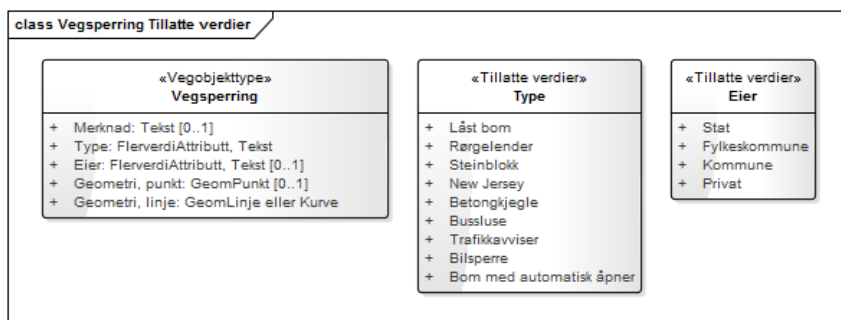 class Vegsperring Tillatte verdier
«Vegobjekttype»
Vegsperring
+ Merknad: Tekst [0..1]
+ Type: FlerverdiAttributt, Tekst
+ Eier: FlerverdiAttributt, Tekst [0..1]
+ Geometri, punkt: GeomPunkt [0..1]
+ Geometri, linje: GeomLinje eller Kurve
«Tillatte verdier»
Type
+ Låst bom
+ Rørgelender
+ Steinblokk
+ New Jersey
+ Betongkjegle
+ Bussluse
+ Trafikkavviser
+ Bilsperre
+ Bom med automatisk åpner
«Tillatte verdier»
Eier
+ Stat
+ Fylkeskommune
+ Kommune
+ Privat